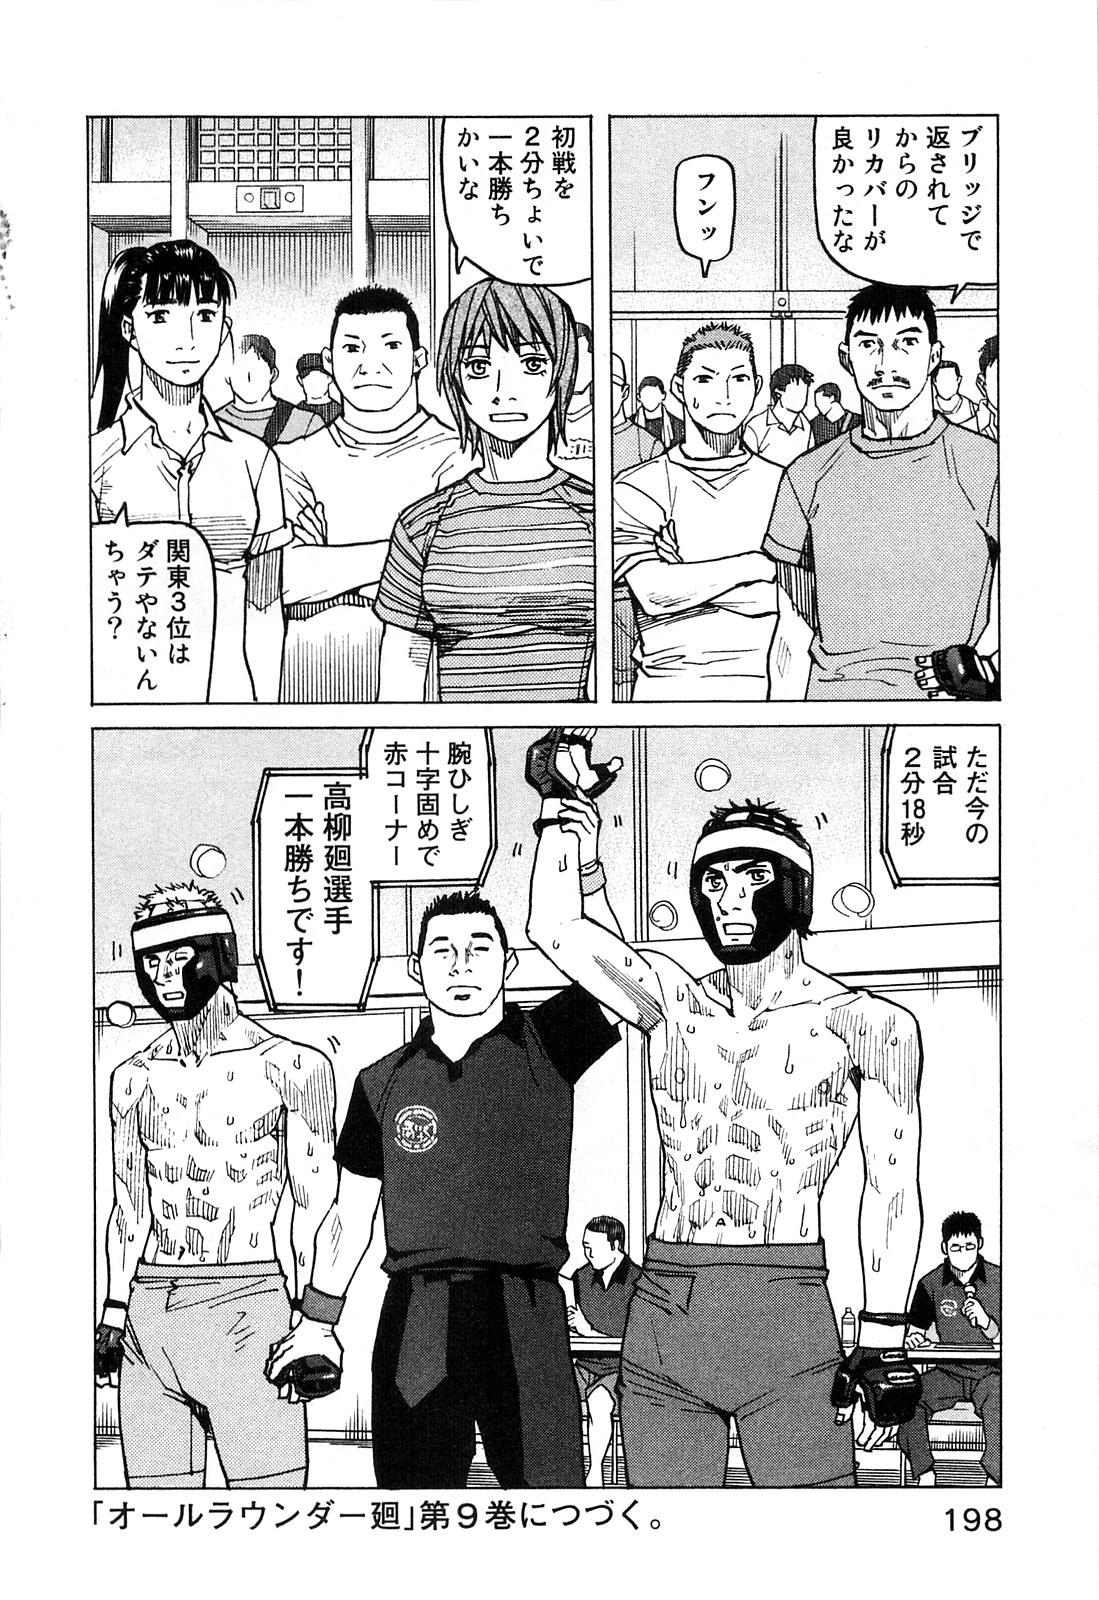 ブリッジで
返されて
からの
リカバーが
良かったな
フンッ
初戦を
2分ちょいで
一本勝ち
かいな
関東3位は
ダテやないん
ちゃう?
ただ今の
試合
2分18秒
腕ひしぎ
十字固めで
赤コーナー
高柳廻選手
一本勝ちです!
「オールラウンダー廻」第9巻につづく。
198